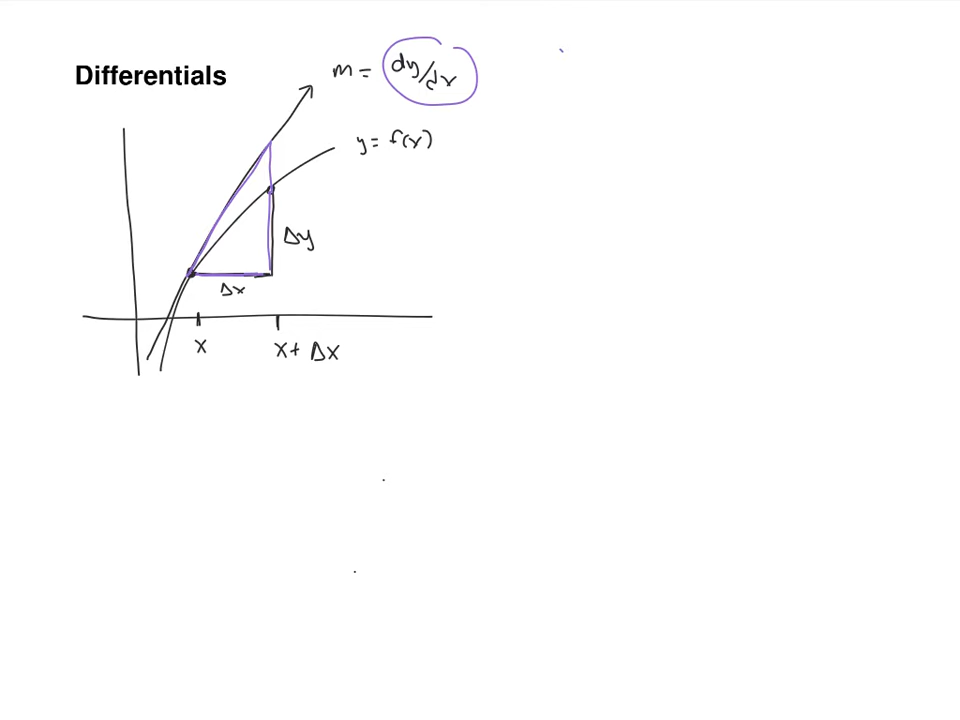 Differentials
m = dy/dx
y = f(x)
Δy
Δx
x
x + Δx